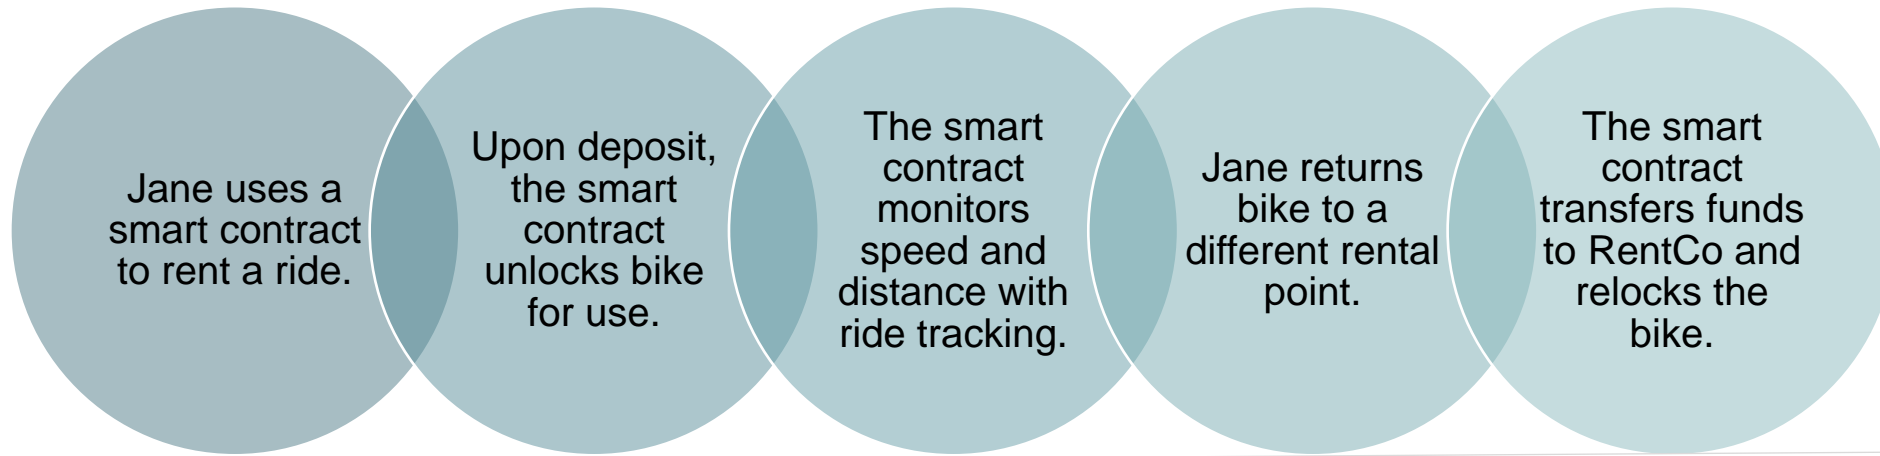 Jane uses a
smart contract
to rent a ride.
Upon deposit,
the smart
contract
unlocks bike
for use.
The smart
contract
monitors
speed and
distance with
ride tracking.
Jane returns
bike to a
different rental
point.
The smart
contract
transfers funds
to RentCo and
relocks the
bike.